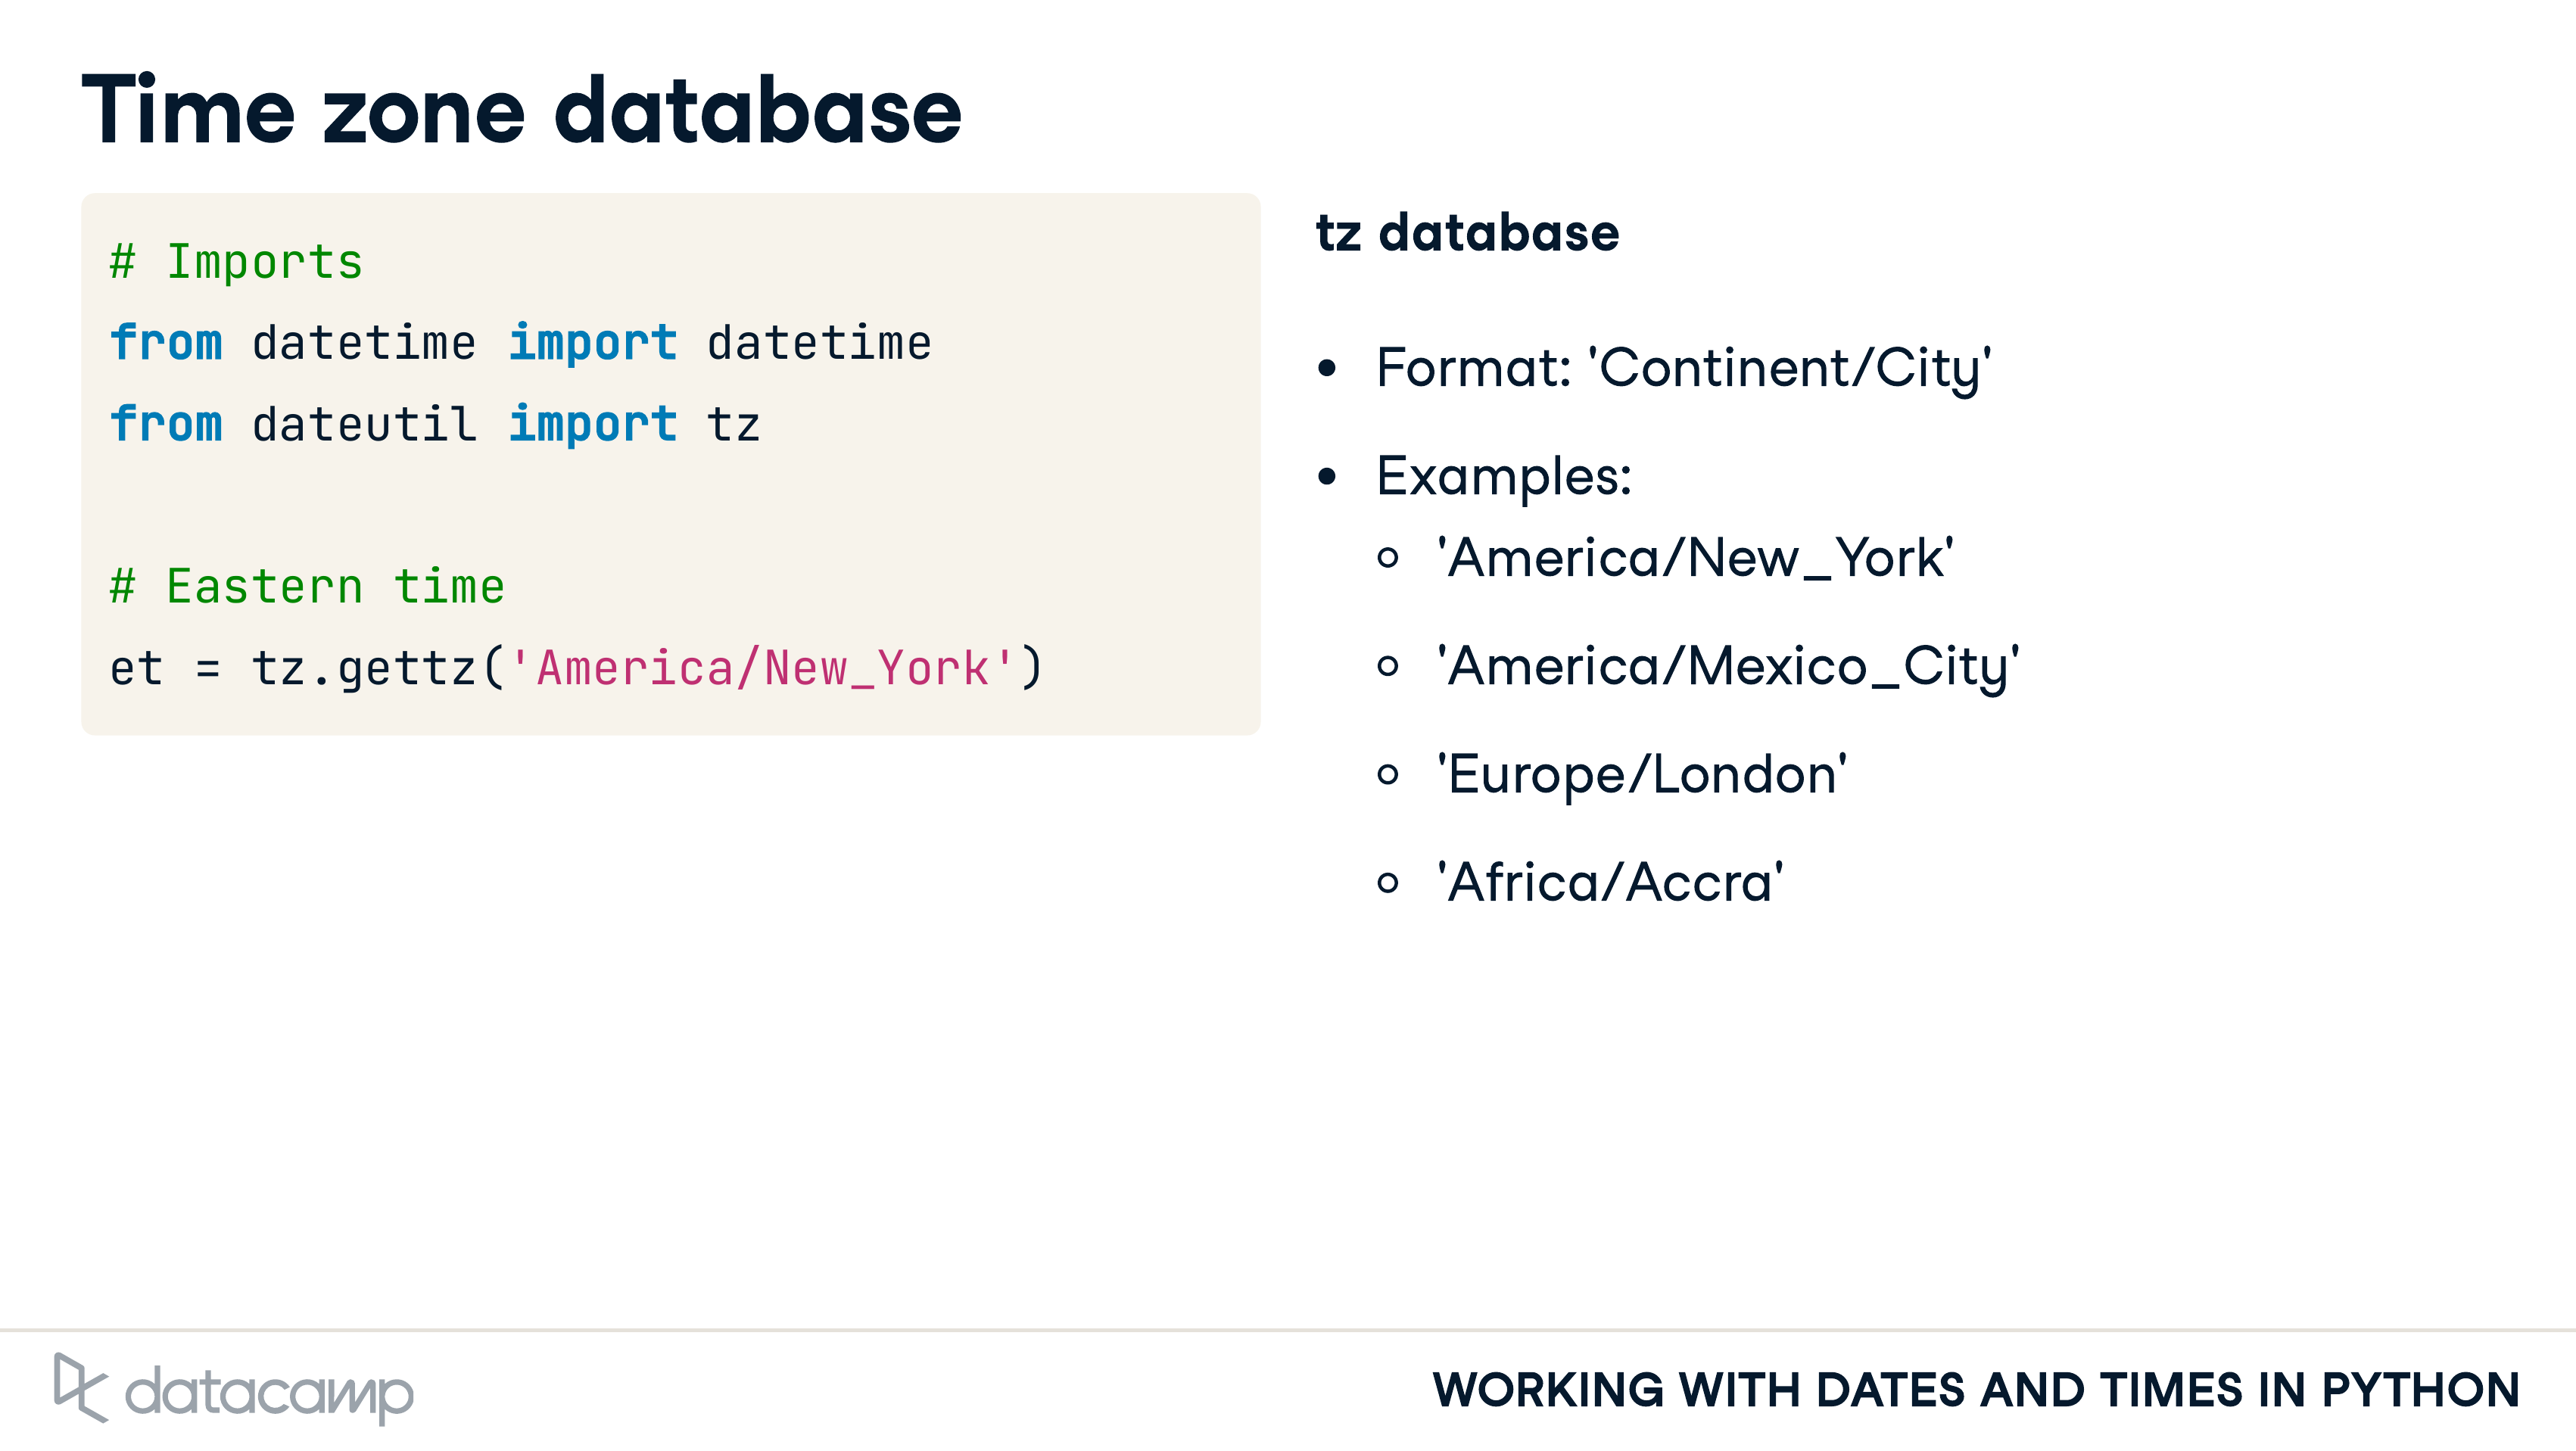 Time zone database
# Imports
from datetime import datetime
from dateutil import tz
# Eastern time
et = tz.gettz('America/New_York')
tz database
• Format: 'Continent/City'
• Examples:
○ 'America/New_York'
○ 'America/Mexico_City'
○ 'Europe/London'
○ 'Africa/Accra'
datacamp
WORKING WITH DATES AND TIMES IN PYTHON